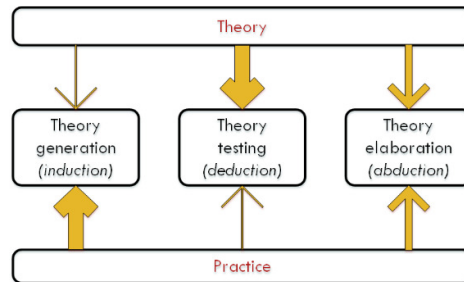 Theory
Theory
generation
(induction)
Theory
testing
(deduction)
Theory
elaboration
(abduction)
Practice